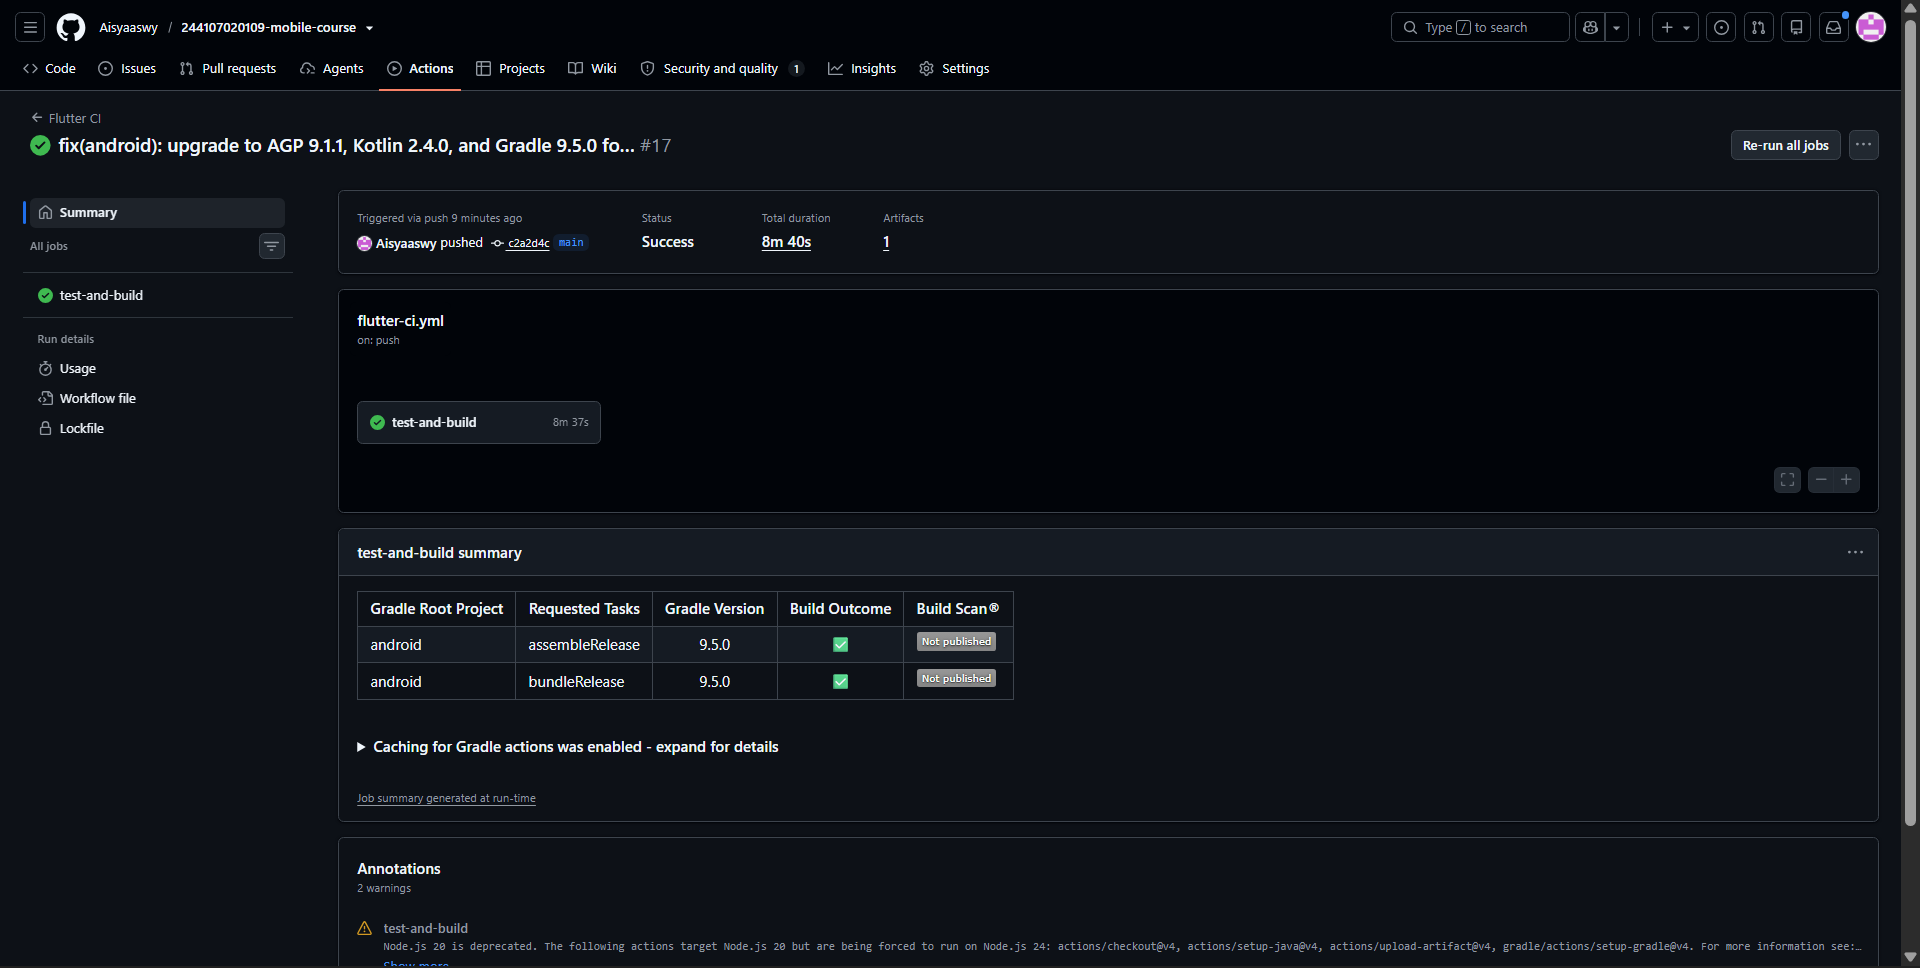 Aisyaaswy / 244107020109-mobile-course
Type / to search
Code Issues Pull requests Agents Actions Projects Wiki Security and quality 1 Insights Settings
Flutter CI
fix(android): upgrade to AGP 9.1.1, Kotlin 2.4.0, and Gradle 9.5.0 fo... #17
Re-run all jobs
Summary
All jobs
test-and-build
Run details
Usage
Workflow file
Lockfile
Triggered via push 9 minutes ago
Aisyaaswy pushed c2a2d4c main
Status
Success
Total duration
8m 40s
Artifacts
1
flutter-ci.yml
on: push
test-and-build 8m 37s
test-and-build summary
Gradle Root Project Requested Tasks Gradle Version Build Outcome Build Scan®
android assembleRelease 9.5.0 ✅ Not published
android bundleRelease 9.5.0 ✅ Not published
Caching for Gradle actions was enabled - expand for details
Job summary generated at run-time
Annotations
2 warnings
test-and-build
Node.js 20 is deprecated. The following actions target Node.js 20 but are being forced to run on Node.js 24: actions/checkout@v4, actions/setup-java@v4, actions/upload-artifact@v4, gradle/actions/setup-gradle@v4. For more information see:…
Show more